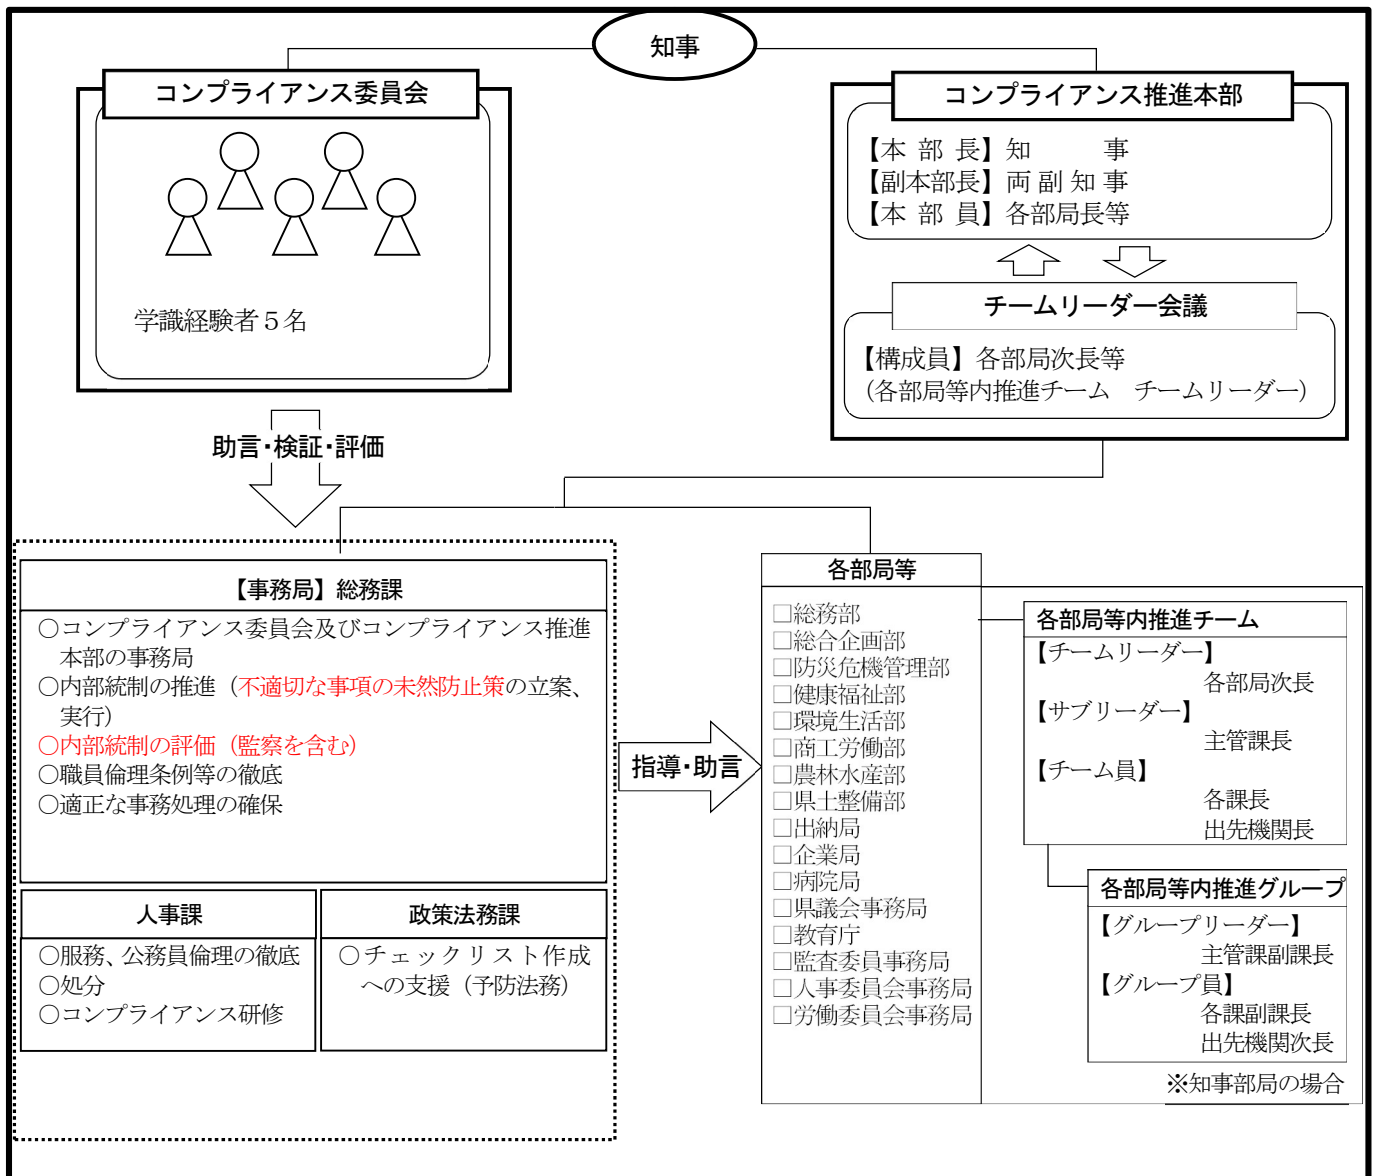 知事
コンプライアンス委員会
学識経験者５名
コンプライアンス推進本部
【本 部 長】知　　　事
【副本部長】両 副 知 事
【本 部 員】各部局長等
チームリーダー会議
【構成員】各部局次長等
（各部局等内推進チーム　チームリーダー）
助言・検証・評価
【事務局】総務課
○コンプライアンス委員会及びコンプライアンス推進
本部の事務局
○内部統制の推進（不適切な事項の未然防止策の立案、
実行）
○内部統制の評価（監察を含む）
○職員倫理条例等の徹底
○適正な事務処理の確保
人事課
○服務、公務員倫理の徹底
○処分
○コンプライアンス研修
政策法務課
○チェックリスト作成
への支援（予防法務）
指導・助言
各部局等
□総務部
□総合企画部
□防災危機管理部
□健康福祉部
□環境生活部
□商工労働部
□農林水産部
□県土整備部
□出納局
□企業局
□病院局
□県議会事務局
□教育庁
□監査委員事務局
□人事委員会事務局
□労働委員会事務局
各部局等内推進チーム
【チームリーダー】
各部局次長
【サブリーダー】
主管課長
【チーム員】
各課長
出先機関長
各部局等内推進グループ
【グループリーダー】
主管課副課長
【グループ員】
各課副課長
出先機関次長
※知事部局の場合